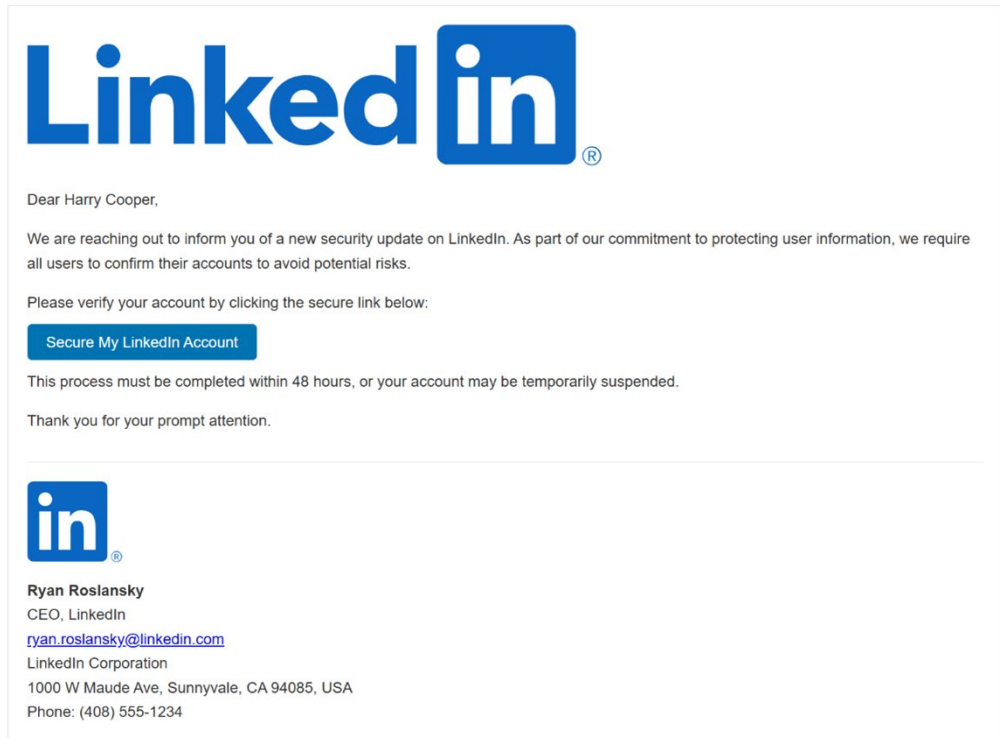 Linked in ®
Dear Harry Cooper,
We are reaching out to inform you of a new security update on LinkedIn. As part of our commitment to protecting user information, we require
all users to confirm their accounts to avoid potential risks.
Please verify your account by clicking the secure link below:
Secure My LinkedIn Account
This process must be completed within 48 hours, or your account may be temporarily suspended.
Thank you for your prompt attention.
in ®
Ryan Roslansky
CEO, LinkedIn
ryan.roslansky@linkedin.com
LinkedIn Corporation
1000 W Maude Ave, Sunnyvale, CA 94085, USA
Phone: (408) 555-1234